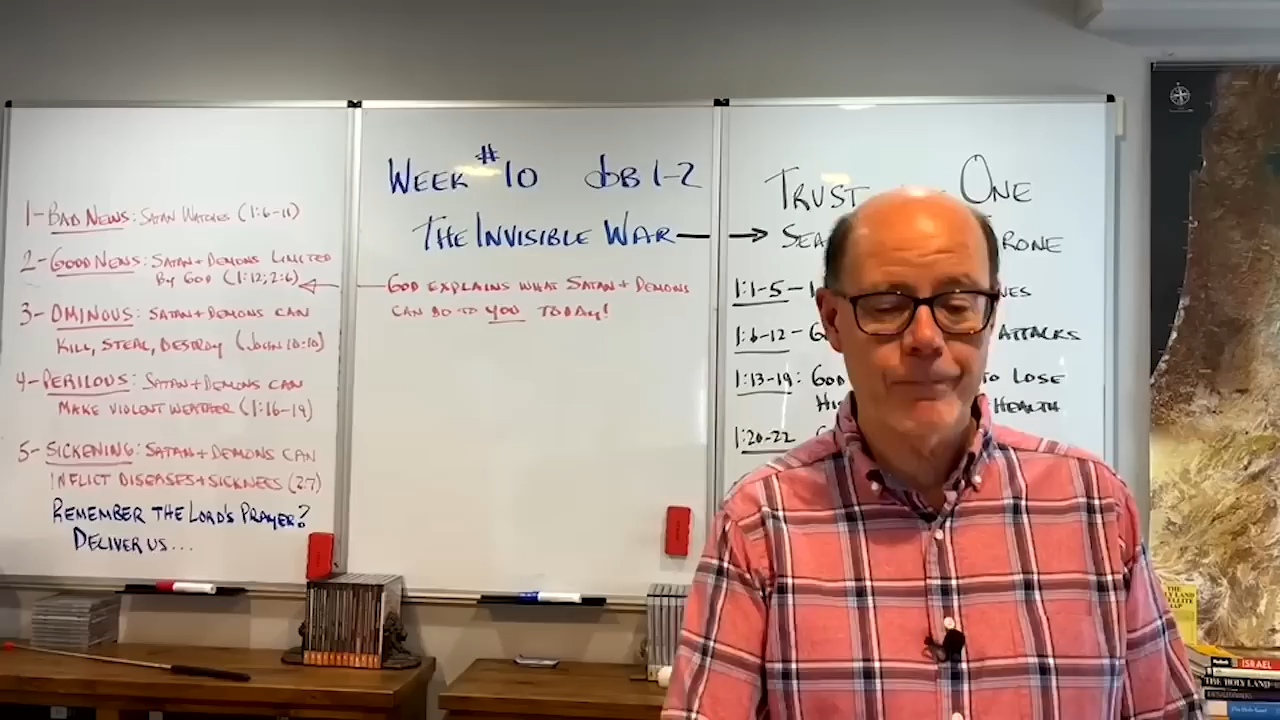 1-BAD NEWS: SATAN WATCHES (1:6-11)
2-GOOD NEWS: SATAN+DEMONS LIMITED
BY GOD (1:12; 2:6)
3- OMINOUS: SATAN+DEMONS CAN
KILL, STEAL, DESTROY (JOHN 10:10)
4-PERILOUS: SATAN+DEMONS CAN
MAKE VIOLENT WEATHER (1:16-19)
5-SICKENING: SATAN+DEMONS CAN
INFLICT DISEASES+SICKNESS (2:7)
REMEMBER THE LORD'S PRAYER?
DELIVER US...
WEEK #10 JOB 1-2
THE INVISIBLE WAR
GOD EXPLAINS WHAT SATAN+DEMONS
CAN DO TO YOU TODAY!
TRUST ONE
1:1-5-
1:6-12- ATTACKS
1:13-19: GOD TO LOSE
HEALTH
1:20-22
THE
MAP
ISRAEL
THE HOLY LAND